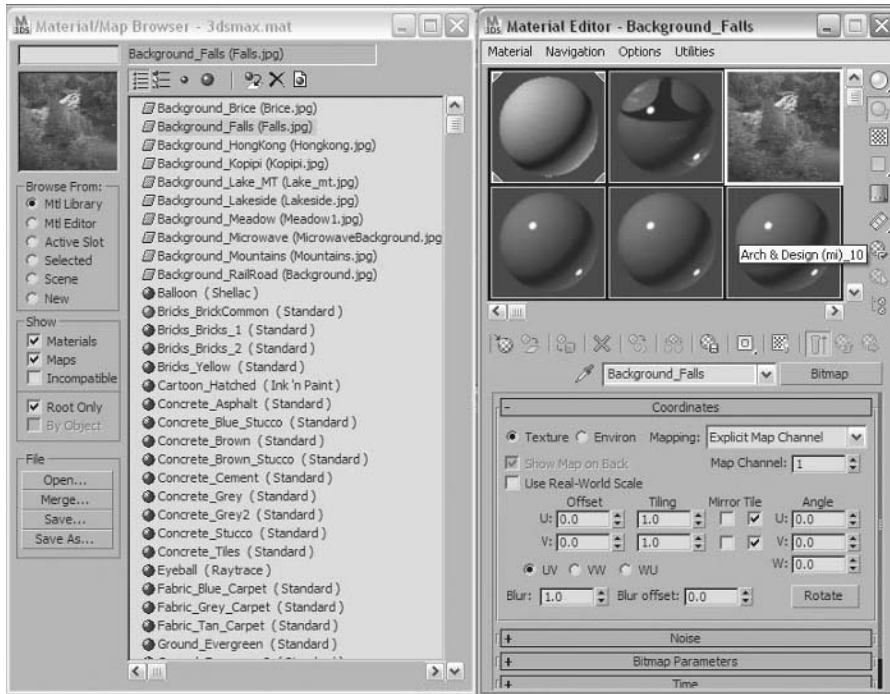 Material/Map Browser - 3dsmax.mat
Background_Falls (Falls.jpg)
Background_Brice (Brice.jpg)
Background_Falls (Falls.jpg)
Background_HongKong (Hongkong.jpg)
Background_Kopipi (Kopipi.jpg)
Background_Lake_MT (Lake_mt.jpg)
Background_Lakeside (Lakeside.jpg)
Background_Meadow (Meadow1.jpg)
Background_Microwave (MicrowaveBackground.jpg
Background_Mountains (Mountains.jpg)
Background_RailRoad (Background.jpg)
Balloon ( Shellac )
Bricks_BrickCommon ( Standard )
Bricks_Bricks_1 ( Standard )
Bricks_Bricks_2 ( Standard )
Bricks_Yellow ( Standard )
Cartoon_Hatched ( Ink 'n Paint )
Concrete_Asphalt ( Standard )
Concrete_Blue_Stucco ( Standard )
Concrete_Brown ( Standard )
Concrete_Brown_Stucco ( Standard )
Concrete_Cement ( Standard )
Concrete_Grey ( Standard )
Concrete_Grey2 ( Standard )
Concrete_Stucco ( Standard )
Concrete_Tiles ( Standard )
Eyeball ( Raytrace )
Fabric_Blue_Carpet ( Standard )
Fabric_Grey_Carpet ( Standard )
Fabric_Tan_Carpet ( Standard )
Ground_Evergreen ( Standard )
Browse From:
Mtl Library
Mtl Editor
Active Slot
Selected
Scene
New
Show
Materials
Maps
Incompatible
Root Only
By Object
File
Open...
Merge...
Save...
Save As...
Material Editor - Background_Falls
Material Navigation Options Utilities
Arch & Design (mi)_10
Background_Falls Bitmap
- Coordinates
Texture Environ Mapping: Explicit Map Channel
Show Map on Back Map Channel: 1
Use Real-World Scale
Offset Tiling Mirror Tile Angle
U: 0.0 1.0 U: 0.0
V: 0.0 1.0 V: 0.0
W: 0.0
UV VW WU
Blur: 1.0 Blur offset: 0.0 Rotate
+ Noise
+ Bitmap Parameters
+ Time